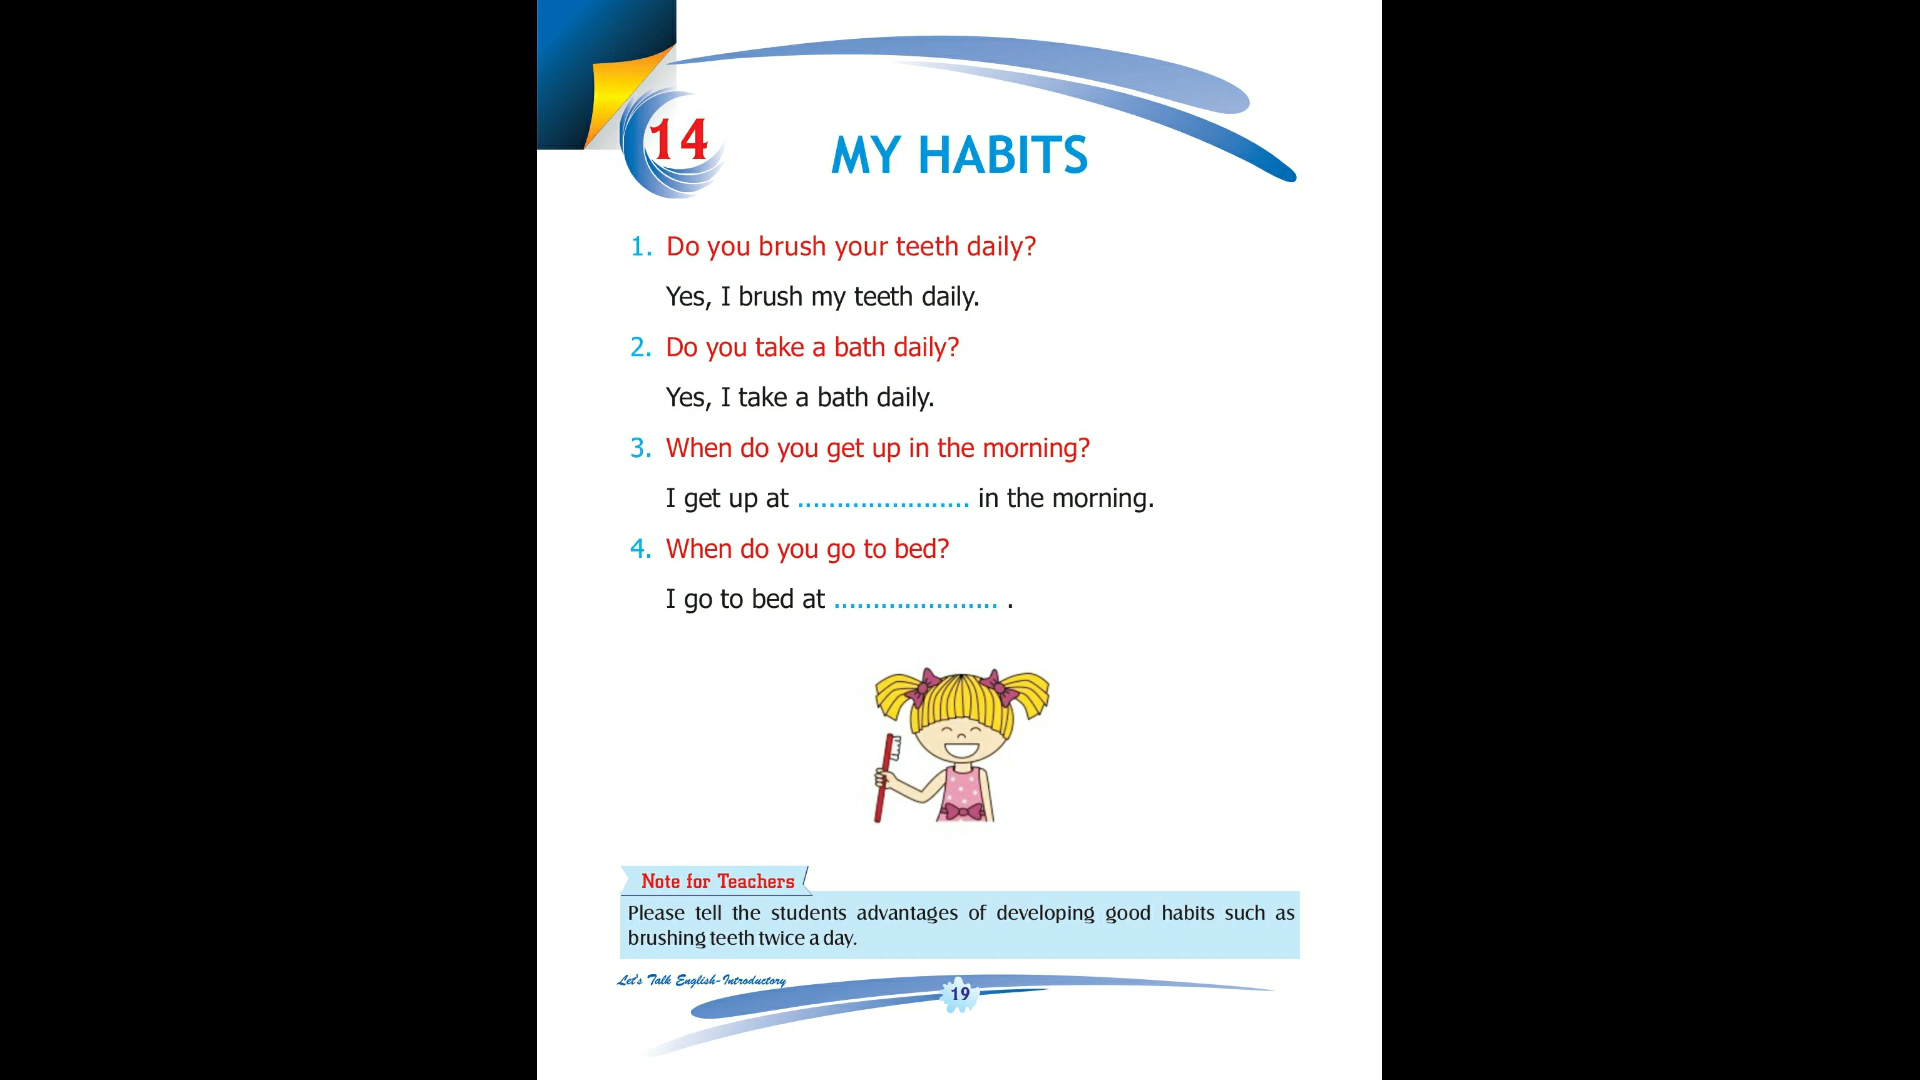 14
MY HABITS
1. Do you brush your teeth daily?
Yes, I brush my teeth daily.
2. Do you take a bath daily?
Yes, I take a bath daily.
3. When do you get up in the morning?
I get up at ...................... in the morning.
4. When do you go to bed?
I go to bed at ..................... .
Note for Teachers
Please tell the students advantages of developing good habits such as
brushing teeth twice a day.
Let's Talk English-Introductory
19